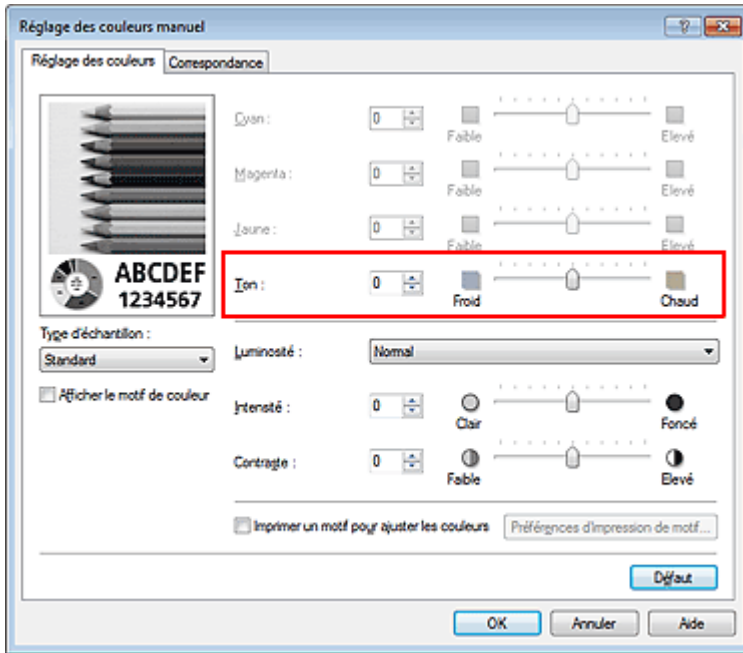 Réglage des couleurs manuel
Réglage des couleurs
Correspondance
ABCDEF
1234567
Type d'échantillon :
Standard
Afficher le motif de couleur
Cyan :
0
Faible
Elevé
Magenta :
0
Faible
Elevé
Jaune :
0
Faible
Elevé
Ton :
0
Froid
Chaud
Luminosité :
Normal
Intensité :
0
Clair
Foncé
Contraste :
0
Faible
Elevé
Imprimer un motif pour ajuster les couleurs
Préférences d'impression de motif...
Défaut
OK
Annuler
Aide